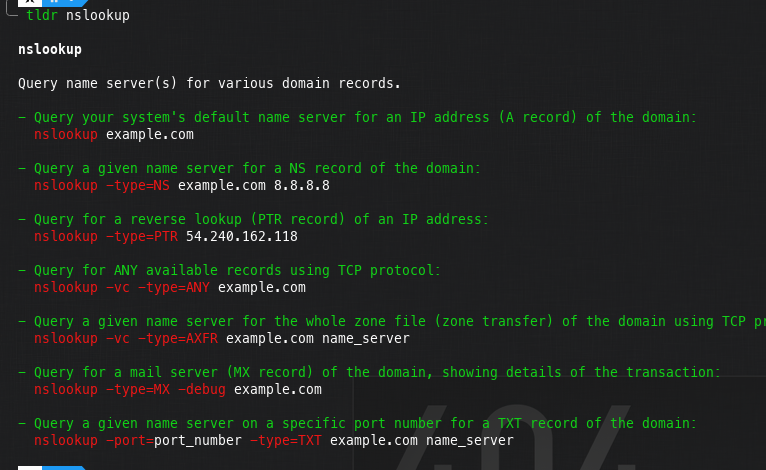 tldr nslookup
nslookup
Query name server(s) for various domain records.
- Query your system's default name server for an IP address (A record) of the domain:
nslookup example.com
- Query a given name server for a NS record of the domain:
nslookup -type=NS example.com 8.8.8.8
- Query for a reverse lookup (PTR record) of an IP address:
nslookup -type=PTR 54.240.162.118
- Query for ANY available records using TCP protocol:
nslookup -vc -type=ANY example.com
- Query a given name server for the whole zone file (zone transfer) of the domain using TCP pr
nslookup -vc -type=AXFR example.com name_server
- Query for a mail server (MX record) of the domain, showing details of the transaction:
nslookup -type=MX -debug example.com
- Query a given name server on a specific port number for a TXT record of the domain:
nslookup -port=port_number -type=TXT example.com name_server
404